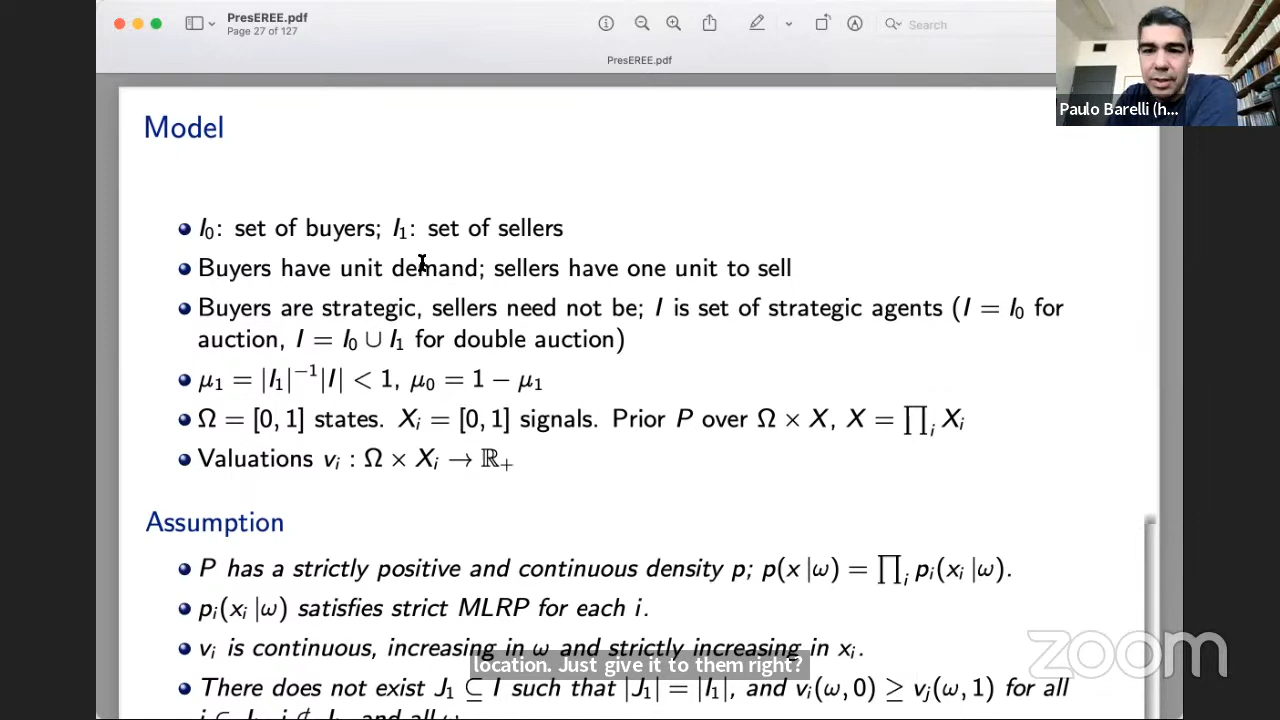 PresEREE.pdf
Page 27 of 127
Search
PresEREE.pdf
Paulo Barelli (h...
Model
I₀: set of buyers; I₁: set of sellers
Buyers have unit demand; sellers have one unit to sell
Buyers are strategic, sellers need not be; I is set of strategic agents (I = I₀ for
auction, I = I₀ ∪ I₁ for double auction)
μ₁ = |I₁|⁻¹|I| < 1, μ₀ = 1 − μ₁
Ω = [0, 1] states. Xᵢ = [0, 1] signals. Prior P over Ω × X, X = ∏ᵢ Xᵢ
Valuations vᵢ : Ω × Xᵢ → ℝ₊
Assumption
P has a strictly positive and continuous density p; p(x |ω) = ∏ᵢ pᵢ(xᵢ |ω).
pᵢ(xᵢ |ω) satisfies strict MLRP for each i.
vᵢ is continuous, increasing in ω and strictly increasing in xᵢ.
location. Just give it to them right?
There does not exist J₁ ⊆ I such that |J₁| = |I₁|, and vᵢ(ω, 0) ≥ vⱼ(ω, 1) for all
zoom